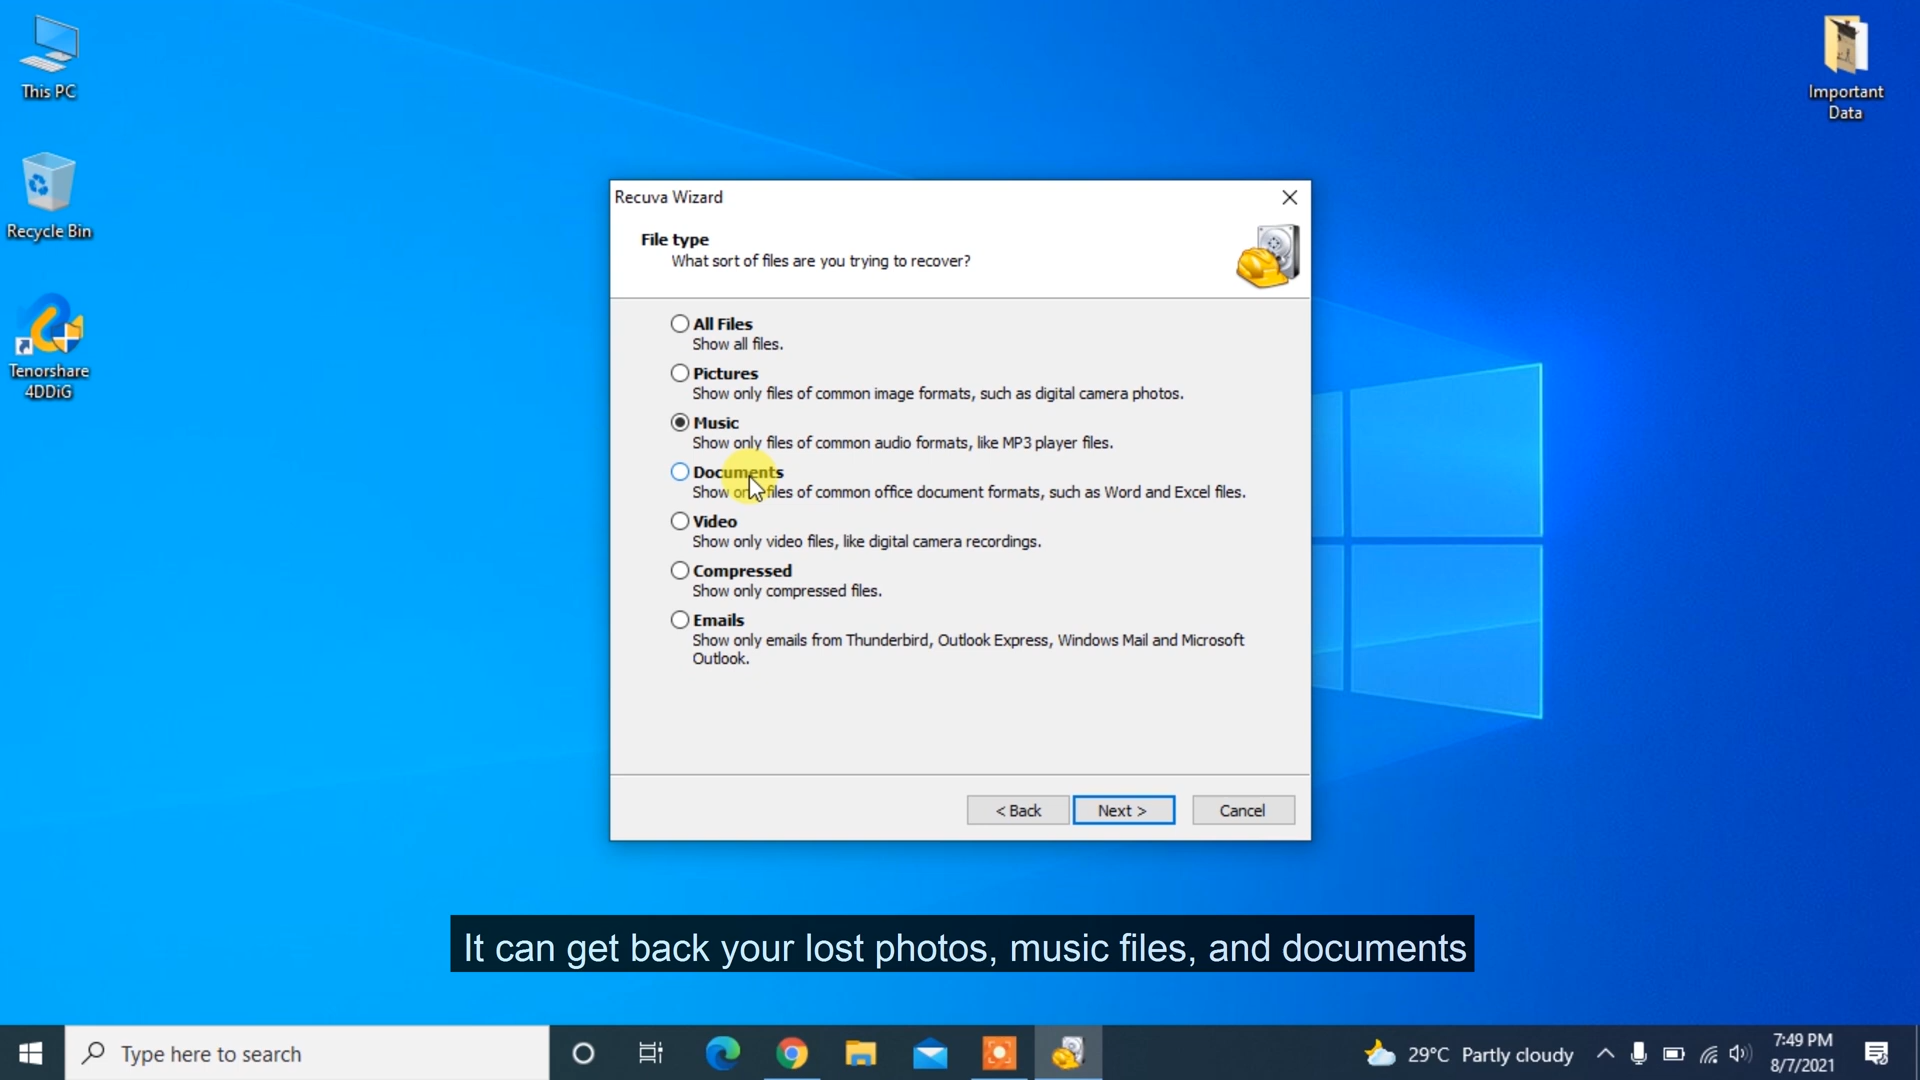 This PC
Recycle Bin
Tenorshare
4DDiG
Important
Data
Recuva Wizard
File type
What sort of files are you trying to recover?
All Files
Show all files.
Pictures
Show only files of common image formats, such as digital camera photos.
Music
Show only files of common audio formats, like MP3 player files.
Documents
Show only files of common office document formats, such as Word and Excel files.
Video
Show only video files, like digital camera recordings.
Compressed
Show only compressed files.
Emails
Show only emails from Thunderbird, Outlook Express, Windows Mail and Microsoft
Outlook.
< Back
Next >
Cancel
It can get back your lost photos, music files, and documents
Type here to search
29°C Partly cloudy
7:49 PM
8/7/2021